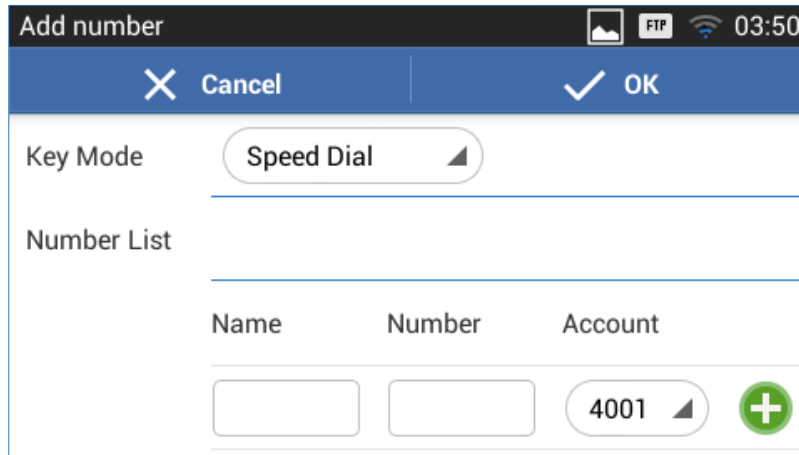 Add number FTP 03:50
Cancel OK
Key Mode Speed Dial
Number List
Name Number Account
4001